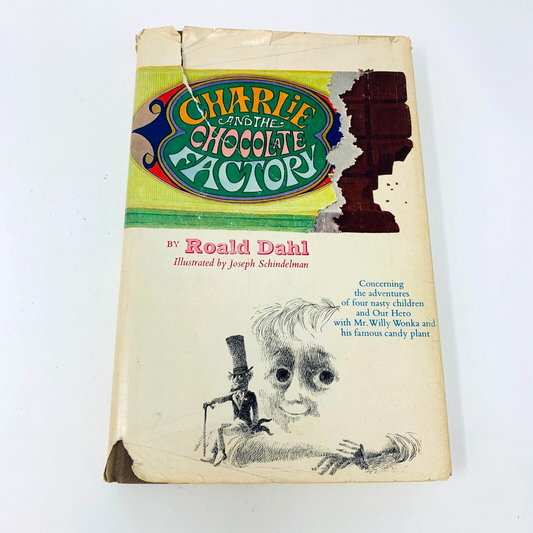 CHARLIE
AND THE
CHOCOLATE
FACTORY
BY Roald Dahl
Illustrated by Joseph Schindelman
Concerning
the adventures
of four nasty children
and Our Hero
with Mr. Willy Wonka and
his famous candy plant